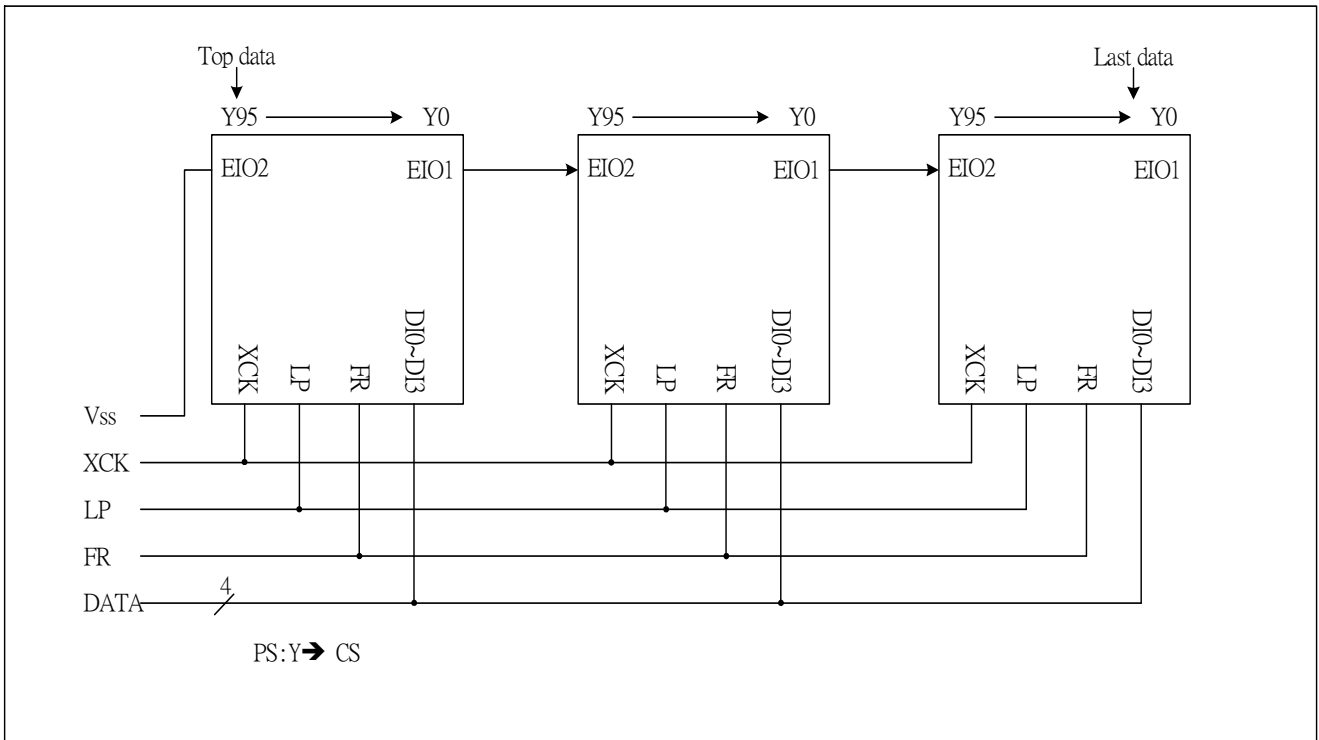 Top data
Last data
Y95 Y0
Y95 Y0
Y95 Y0
EIO2 EIO1
EIO2 EIO1
EIO2 EIO1
XCK LP FR DI0~DI3
XCK LP FR DI0~DI3
XCK LP FR DI0~DI3
Vss
XCK
LP
FR
DATA 4
PS:Y➔ CS